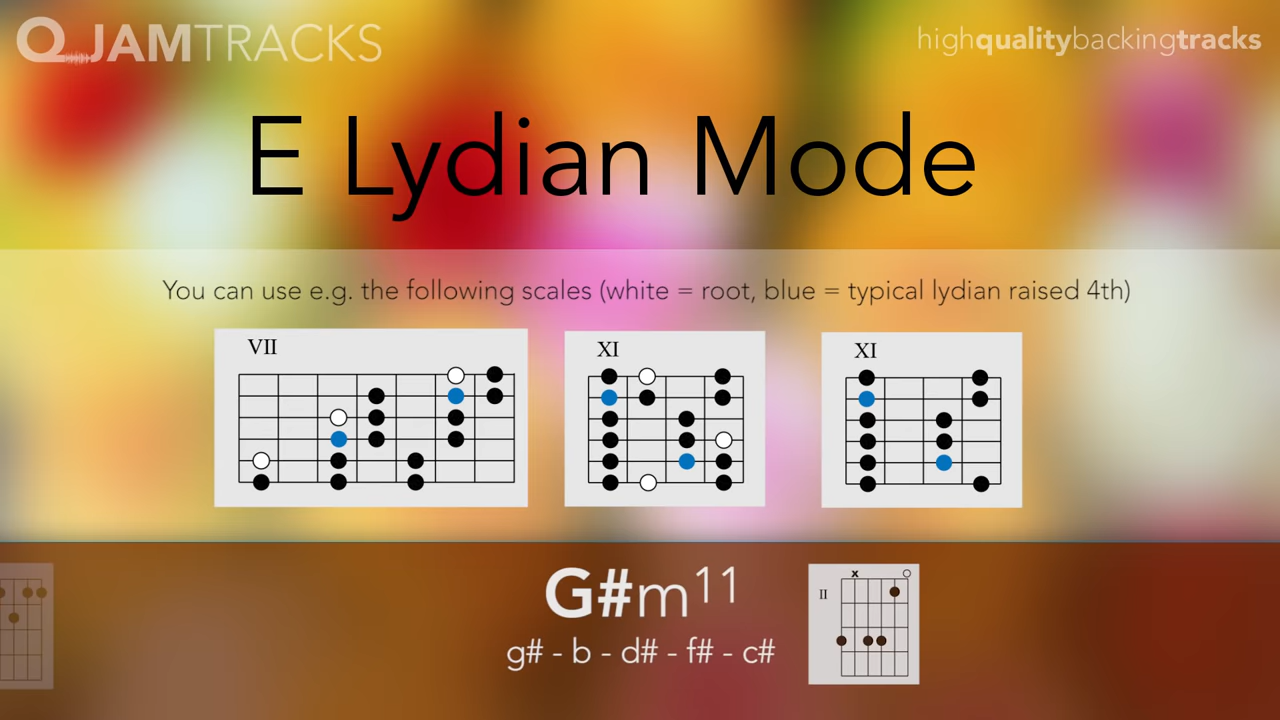 QJAMTRACKS
highqualitybackingtracks
E Lydian Mode
You can use e.g. the following scales (white = root, blue = typical lydian raised 4th)
VII
XI
XI
G#m11
II
x
g# - b - d# - f# - c#